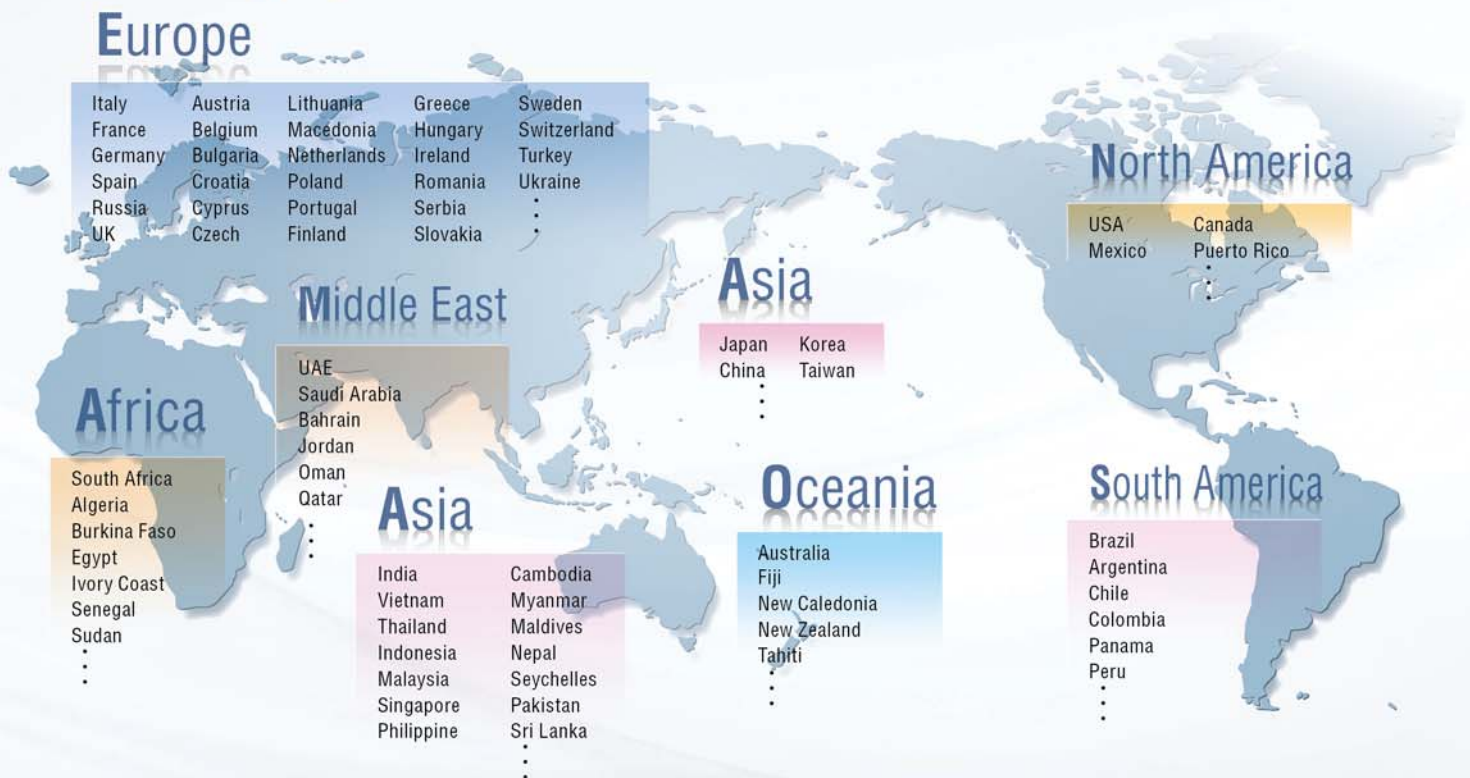 Europe
Italy
France
Germany
Spain
Russia
UK
Austria
Belgium
Bulgaria
Croatia
Cyprus
Czech
Lithuania
Macedonia
Netherlands
Poland
Portugal
Finland
Greece
Hungary
Ireland
Romania
Serbia
Slovakia
Sweden
Switzerland
Turkey
Ukraine
Middle East
UAE
Saudi Arabia
Bahrain
Jordan
Oman
Qatar
Africa
South Africa
Algeria
Burkina Faso
Egypt
Ivory Coast
Senegal
Sudan
Asia
India
Vietnam
Thailand
Indonesia
Malaysia
Singapore
Philippine
Cambodia
Myanmar
Maldives
Nepal
Seychelles
Pakistan
Sri Lanka
Asia
Japan
China
Korea
Taiwan
Oceania
Australia
Fiji
New Caledonia
New Zealand
Tahiti
North America
USA
Mexico
Canada
Puerto Rico
South America
Brazil
Argentina
Chile
Colombia
Panama
Peru